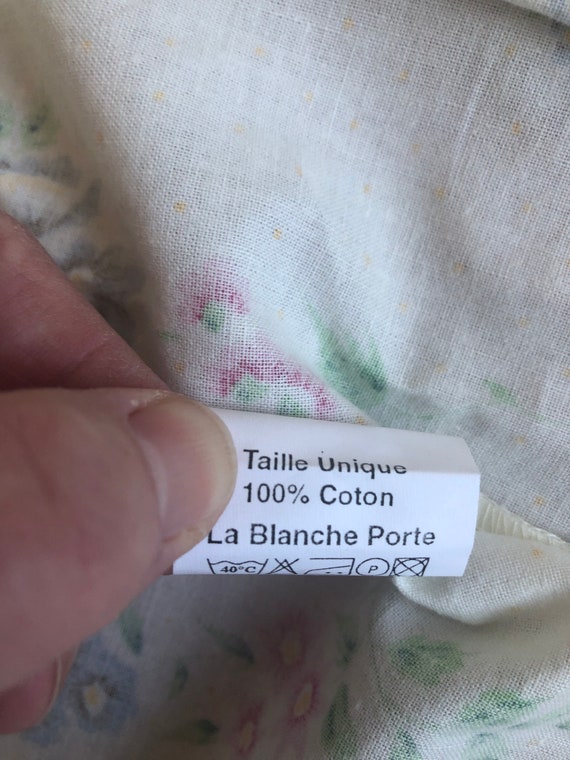 Taille Unique
100% Coton
La Blanche Porte
40°C P